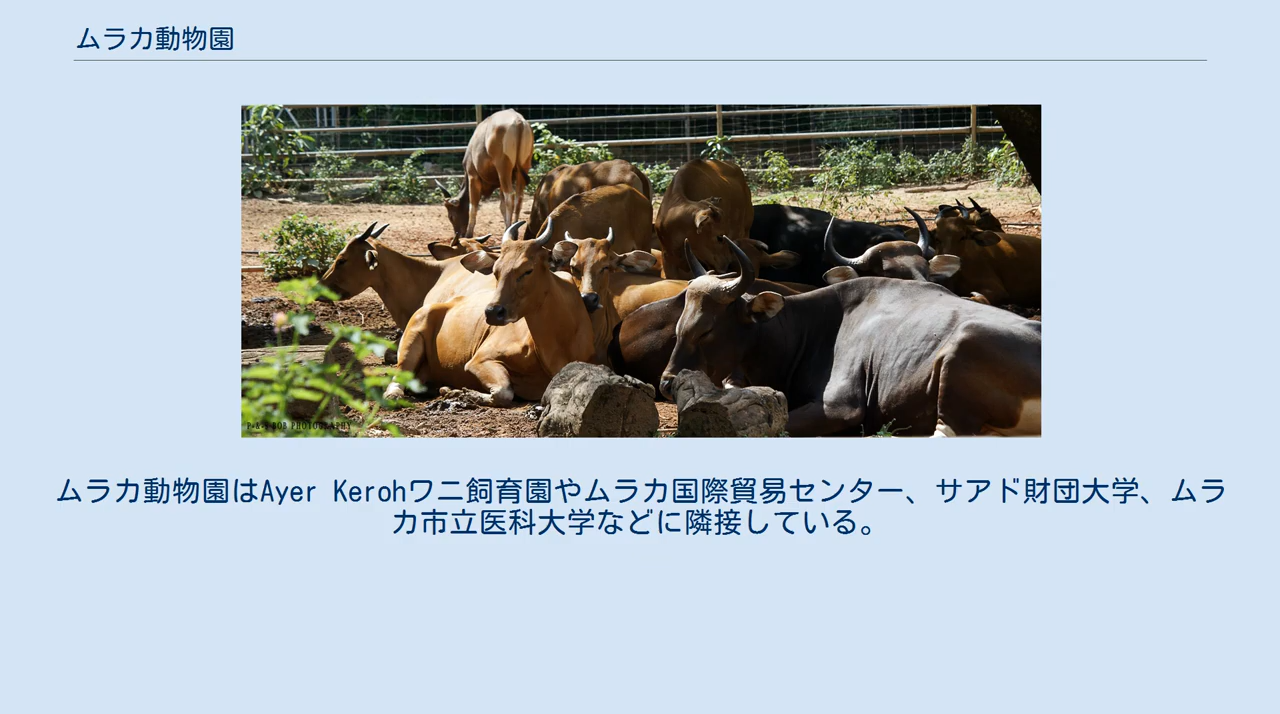 ムラカ動物園
ムラカ動物園はAyer Kerohワニ飼育園やムラカ国際貿易センター、サアド財団大学、ムラ
カ市立医科大学などに隣接している。